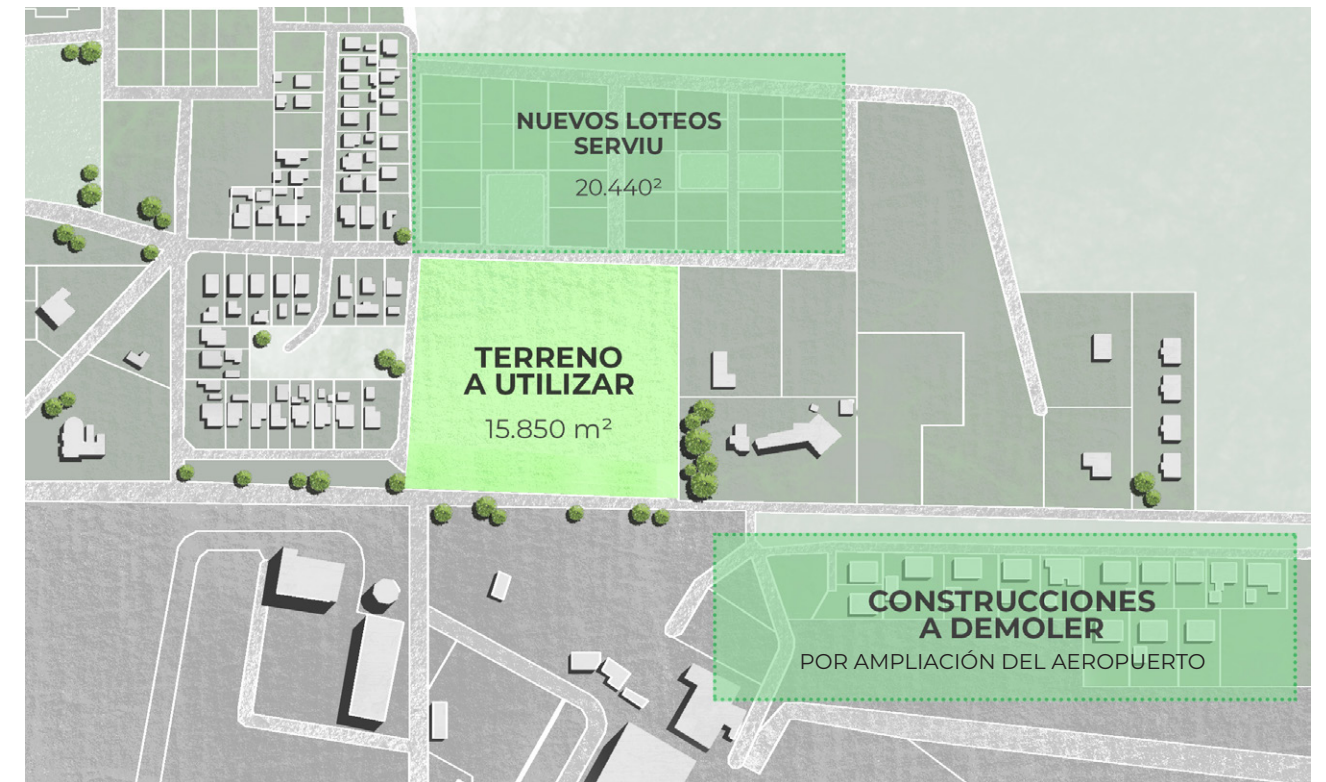 NUEVOS LOTEOS
SERVIU
20.440²
TERRENO
A UTILIZAR
15.850 m²
CONSTRUCCIONES
A DEMOLER
POR AMPLIACIÓN DEL AEROPUERTO